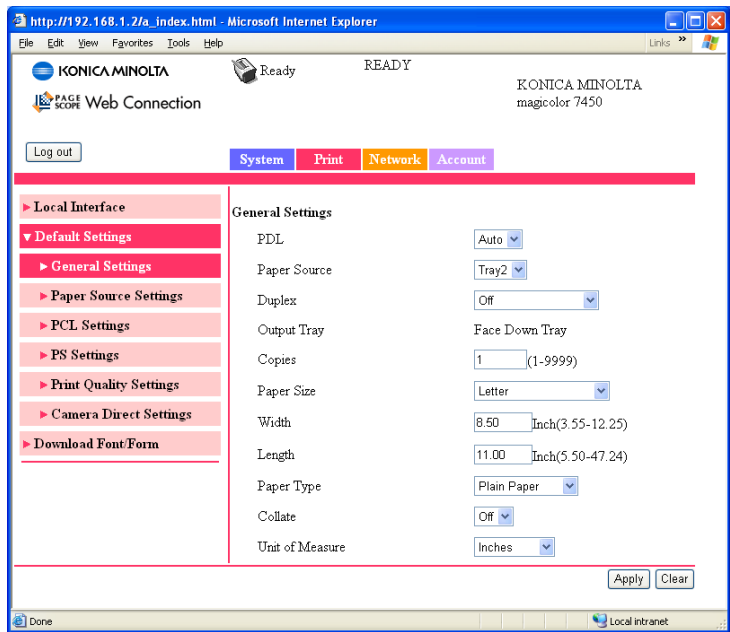 http://192.168.1.2/a_index.html - Microsoft Internet Explorer
File Edit View Favorites Tools Help Links »
KONICA MINOLTA
Ready
READY
KONICA MINOLTA
magicolor 7450
PAGE SCOPE Web Connection
Log out
System Print Network Account
Local Interface
Default Settings
General Settings
Paper Source Settings
PCL Settings
PS Settings
Print Quality Settings
Camera Direct Settings
Download Font/Form
General Settings
PDL Auto
Paper Source Tray2
Duplex Off
Output Tray Face Down Tray
Copies 1 (1-9999)
Paper Size Letter
Width 8.50 Inch(3.55-12.25)
Length 11.00 Inch(5.50-47.24)
Paper Type Plain Paper
Collate Off
Unit of Measure Inches
Apply Clear
Done Local intranet